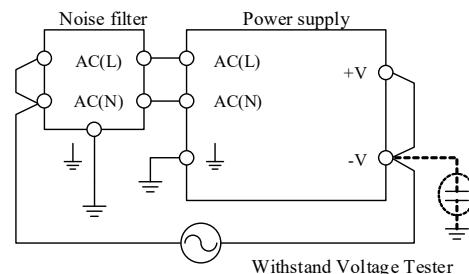 Noise filter Power supply
AC(L) AC(L) +V
AC(N) AC(N)
-V
Withstand Voltage Tester